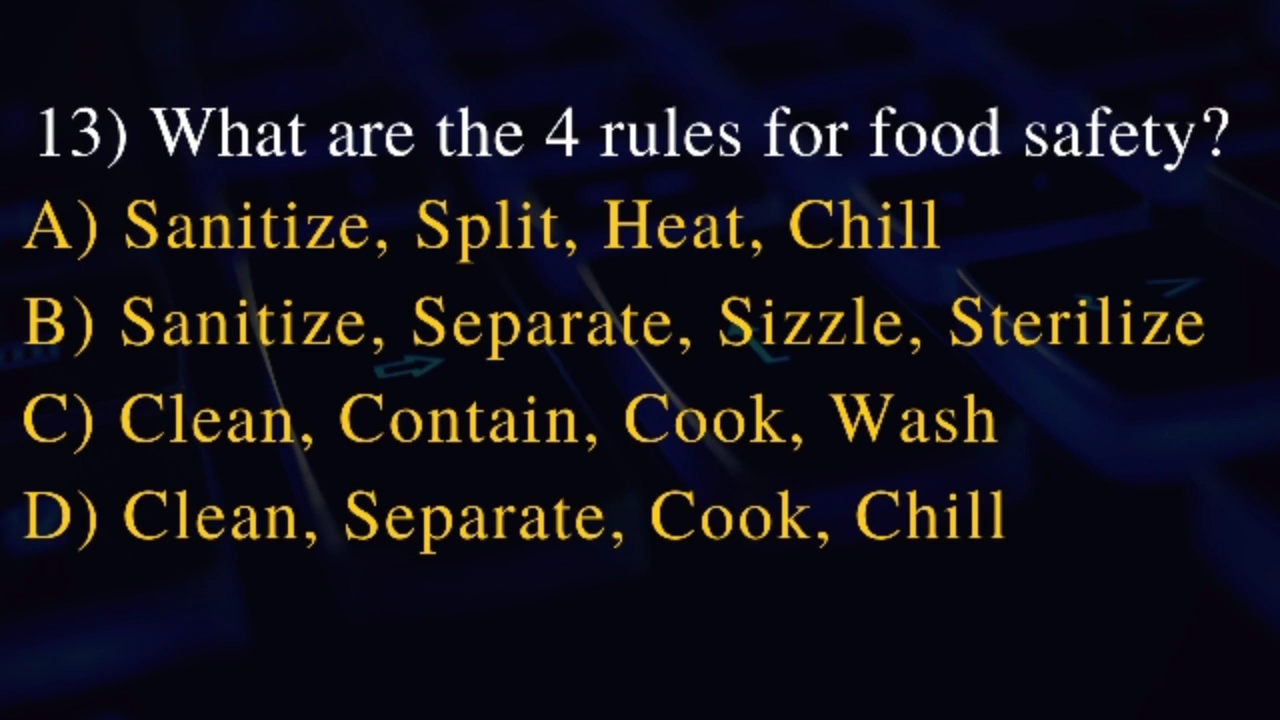 13) What are the 4 rules for food safety?
A) Sanitize, Split, Heat, Chill
B) Sanitize, Separate, Sizzle, Sterilize
C) Clean, Contain, Cook, Wash
D) Clean, Separate, Cook, Chill